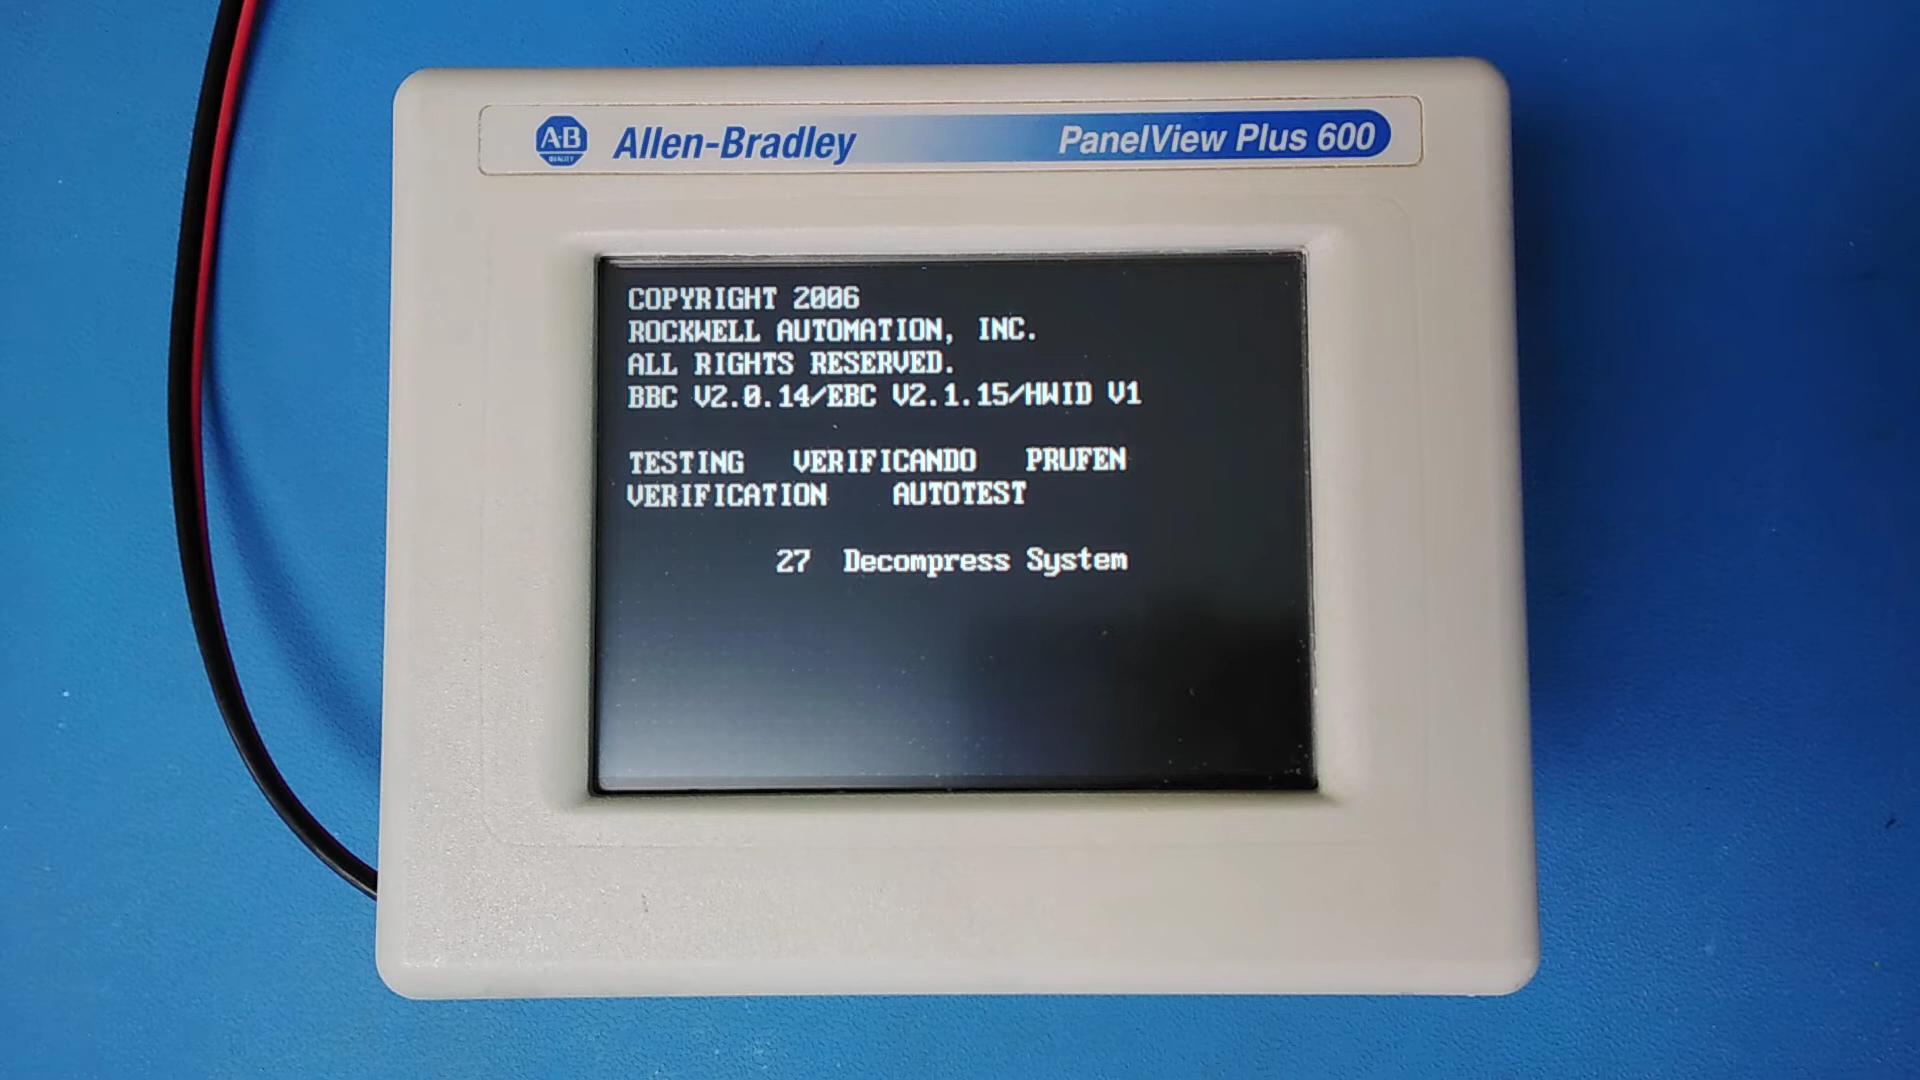 A·B
QUALITY
Allen-Bradley
PanelView Plus 600
COPYRIGHT 2006
ROCKWELL AUTOMATION, INC.
ALL RIGHTS RESERVED.
BBC V2.0.14/EBC V2.1.15/HWID V1
TESTING VERIFICANDO PRUFEN
VERIFICATION AUTOTEST
27 Decompress System